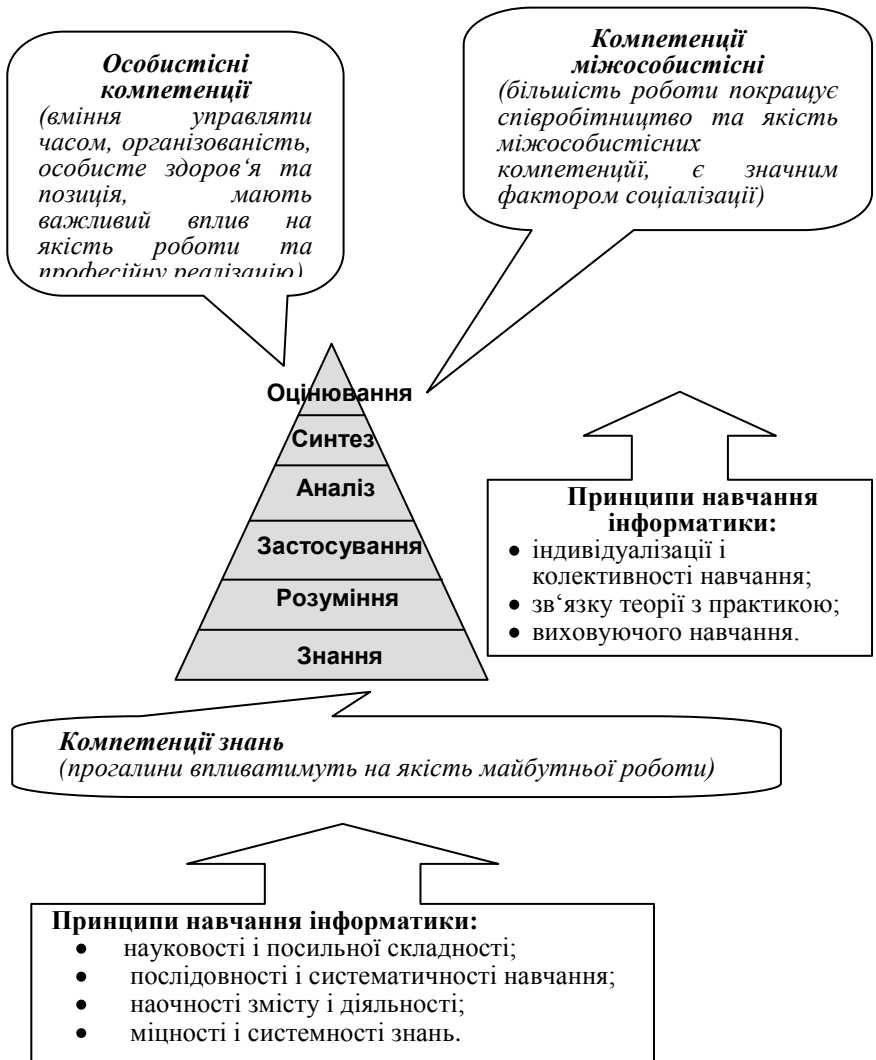 Особистісні
компетенції
(вміння управляти
часом, організованість,
особисте здоров‘я та
позиція, мають
важливий вплив на
якість роботи та
професійну реалізацію)
Компетенції
міжособистісні
(більшість роботи покращує
співробітництво та якість
міжособистісних
компетенцйї, є значним
фактором соціалізації)
Оцінювання
Синтез
Аналіз
Застосування
Розуміння
Знання
Принципи навчання
інформатики:
• індивідуалізації і
колективності навчання;
• зв‘язку теорії з практикою;
• виховуючого навчання.
Компетенції знань
(прогалини впливатимуть на якість майбутньої роботи)
Принципи навчання інформатики:
• науковості і посильної складності;
• послідовності і систематичності навчання;
• наочності змісту і діяльності;
• міцності і системності знань.